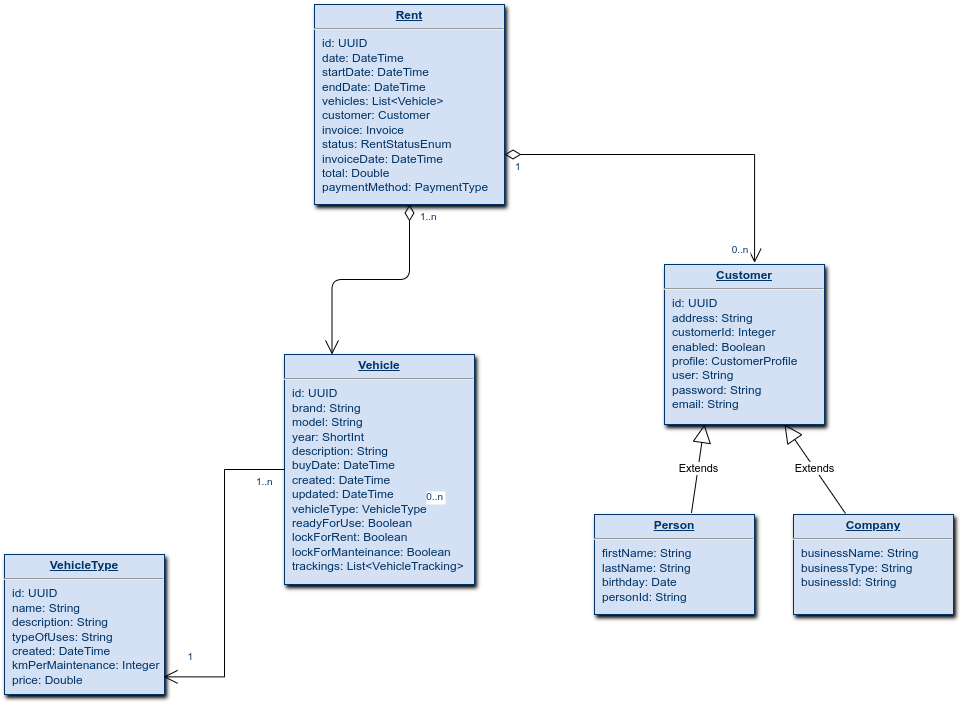 Rent
id: UUID
date: DateTime
startDate: DateTime
endDate: DateTime
vehicles: List<Vehicle>
customer: Customer
invoice: Invoice
status: RentStatusEnum
invoiceDate: DateTime
total: Double
paymentMethod: PaymentType
1
1..n
0..n
Customer
id: UUID
address: String
customerId: Integer
enabled: Boolean
profile: CustomerProfile
user: String
password: String
email: String
Vehicle
id: UUID
brand: String
model: String
year: ShortInt
description: String
buyDate: DateTime
created: DateTime
updated: DateTime
vehicleType: VehicleType
readyForUse: Boolean
lockForRent: Boolean
lockForManteinance: Boolean
trackings: List<VehicleTracking>
0..n
1..n
Extends
Extends
Person
firstName: String
lastName: String
birthday: Date
personId: String
Company
businessName: String
businessType: String
businessId: String
VehicleType
id: UUID
name: String
description: String
typeOfUses: String
created: DateTime
kmPerMaintenance: Integer
price: Double
1